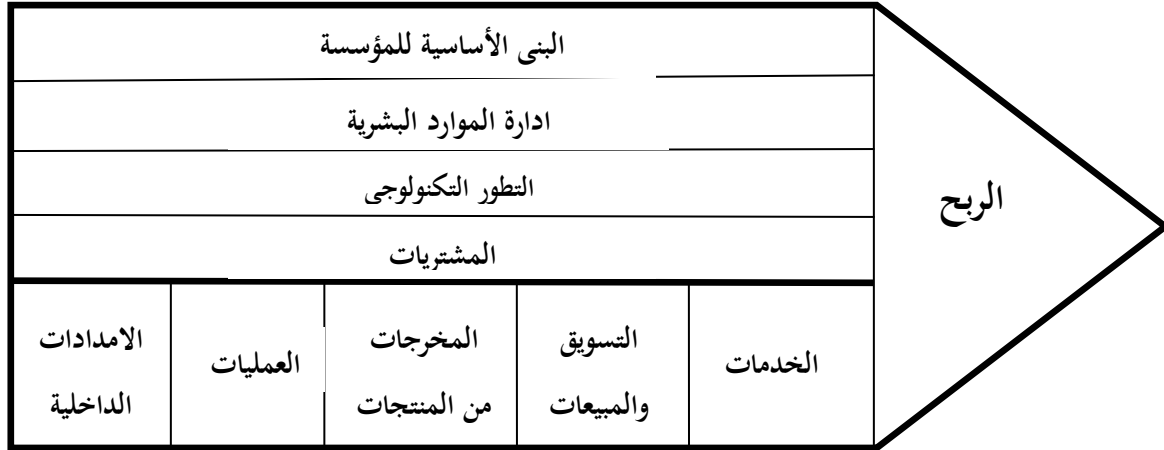 البنى الأساسية للمؤسسة
ادارة الموارد البشرية
التطور التكنولوجى
المشتريات
الربح
الامدادات
الداخلية
العمليات
المخرجات
من المنتجات
التسويق
والمبيعات
الخدمات